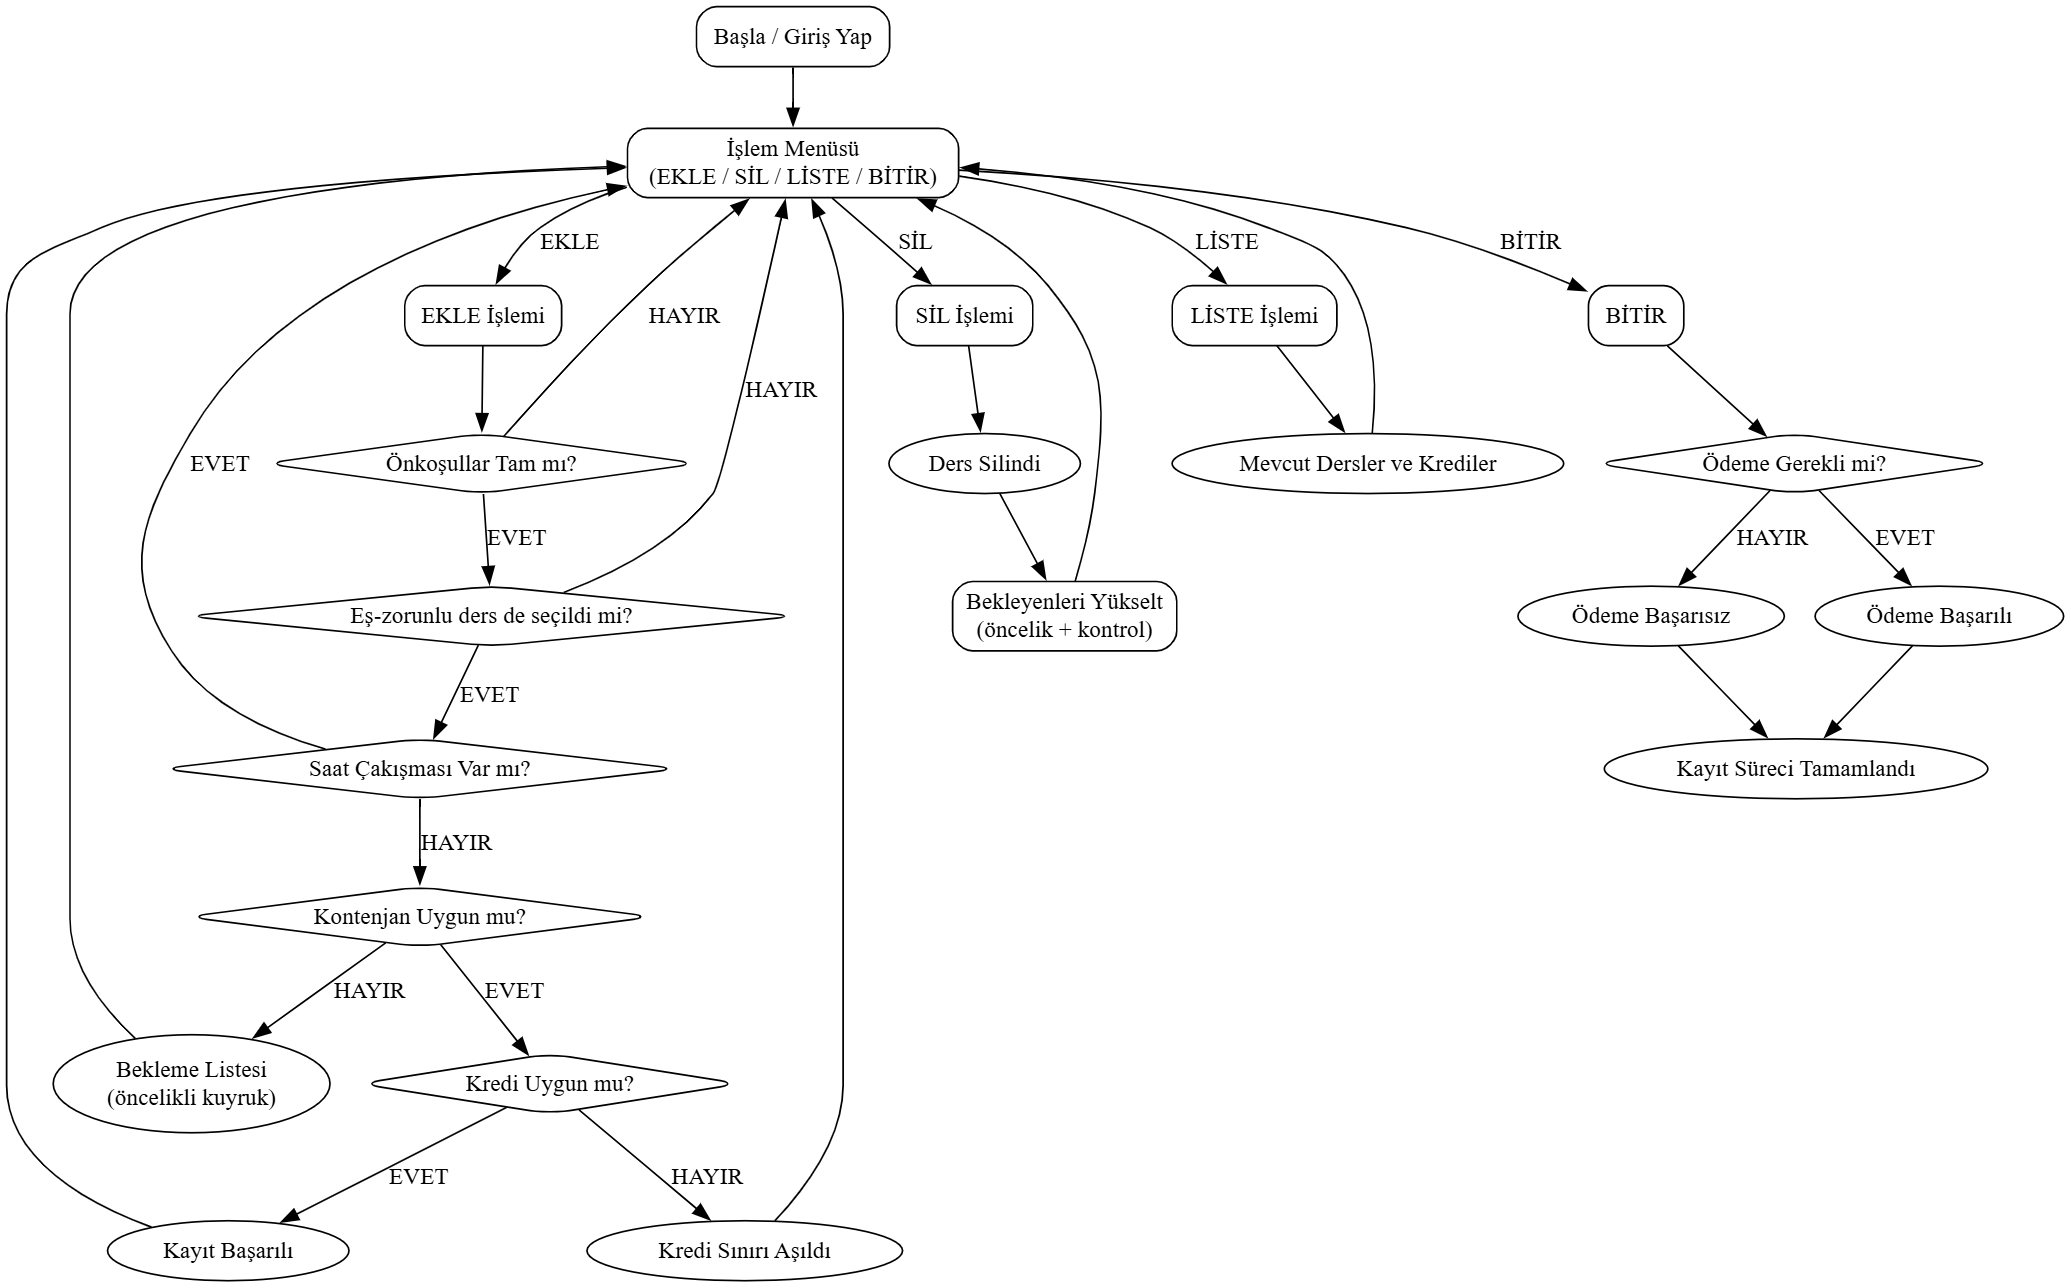 Başla / Giriş Yap
İşlem Menüsü
(EKLE / SİL / LİSTE / BİTİR)
EKLE
SİL
LİSTE
BİTİR
EKLE İşlemi
HAYIR
SİL İşlemi
LİSTE İşlemi
BİTİR
HAYIR
EVET
Önkoşullar Tam mı?
Ders Silindi
Mevcut Dersler ve Krediler
Ödeme Gerekli mi?
EVET
HAYIR
EVET
Eş-zorunlu ders de seçildi mi?
Bekleyenleri Yükselt
(öncelik + kontrol)
Ödeme Başarısız
Ödeme Başarılı
EVET
Saat Çakışması Var mı?
Kayıt Süreci Tamamlandı
HAYIR
Kontenjan Uygun mu?
HAYIR
EVET
Bekleme Listesi
(öncelikli kuyruk)
Kredi Uygun mu?
EVET
HAYIR
Kayıt Başarılı
Kredi Sınırı Aşıldı